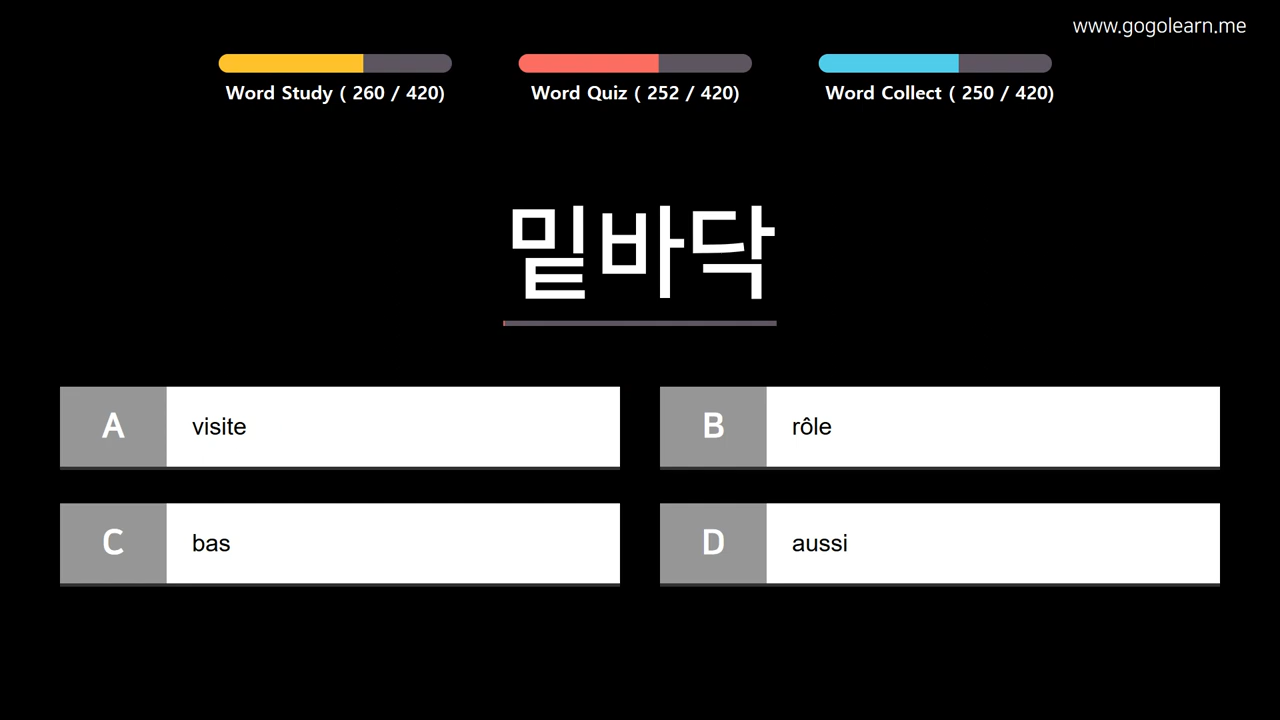 www.gogolearn.me
Word Study ( 260 / 420)
Word Quiz ( 252 / 420)
Word Collect ( 250 / 420)
밑바닥
A
visite
B
rôle
C
bas
D
aussi